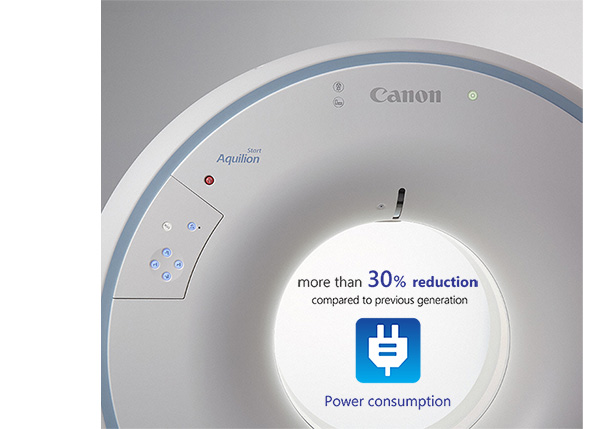 Canon
Start
Aquilion
more than 30% reduction
compared to previous generation
Power consumption